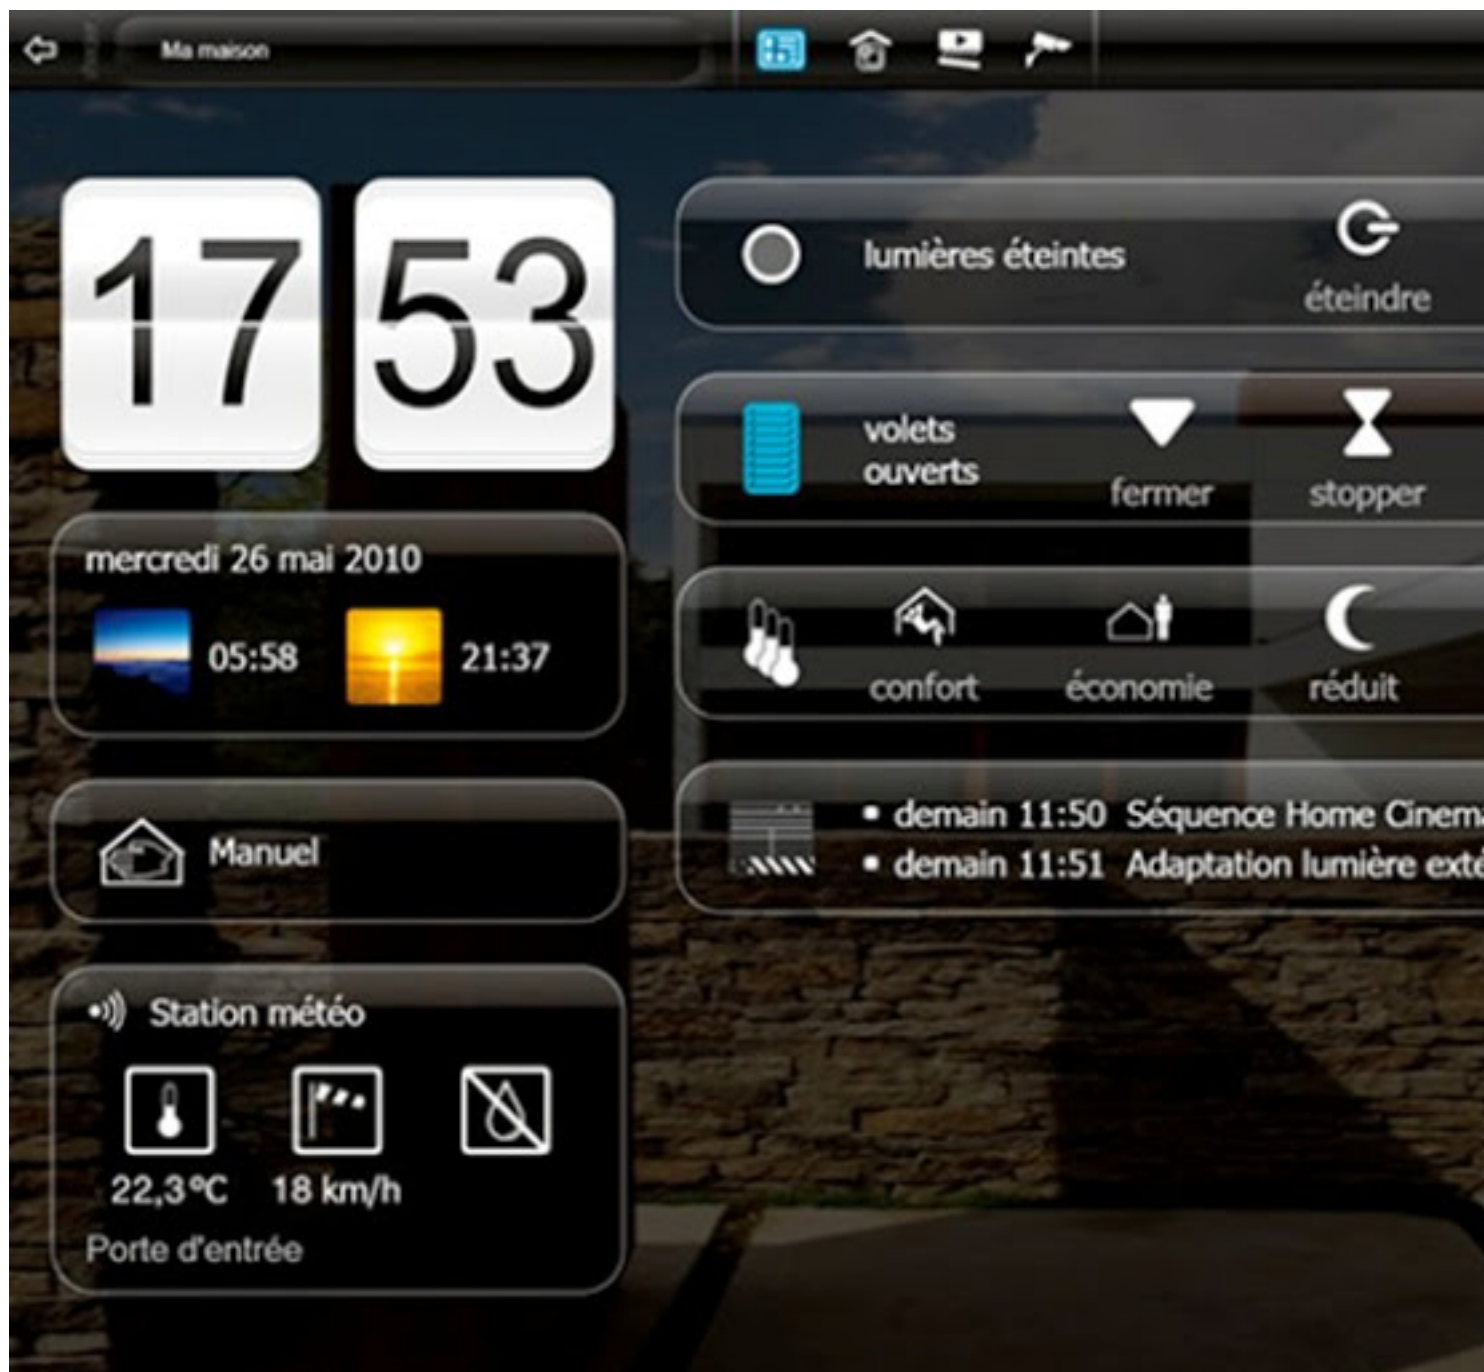 Ma maison
17 53
mercredi 26 mai 2010
05:58 21:37
Manuel
Station météo
22,3°C 18 km/h
Porte d'entrée
lumières éteintes
éteindre
volets
ouverts
fermer stopper
confort économie réduit
demain 11:50 Séquence Home Cinema
demain 11:51 Adaptation lumière exté